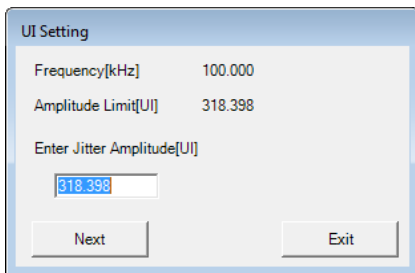 UI Setting
Frequency[kHz] 100.000
Amplitude Limit[UI] 318.398
Enter Jitter Amplitude[UI]
318.398
Next Exit